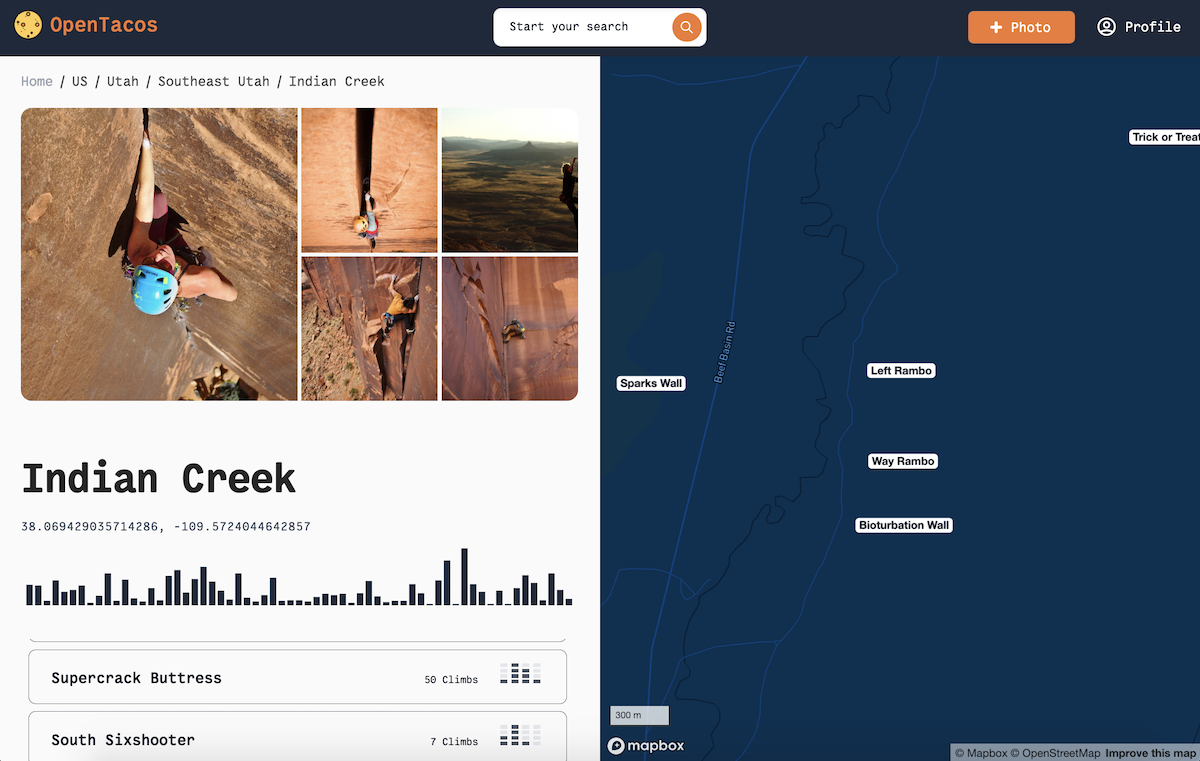 OpenTacos
Start your search
Photo
Profile
Home / US / Utah / Southeast Utah / Indian Creek
Indian Creek
38.069429035714286, -109.5724044642857
Supercrack Buttress
50 Climbs
South Sixshooter
7 Climbs
Trick or Treat
Beef Basin Rd
Left Rambo
Sparks Wall
Way Rambo
Bioturbation Wall
300 m
mapbox
© Mapbox © OpenStreetMap Improve this map